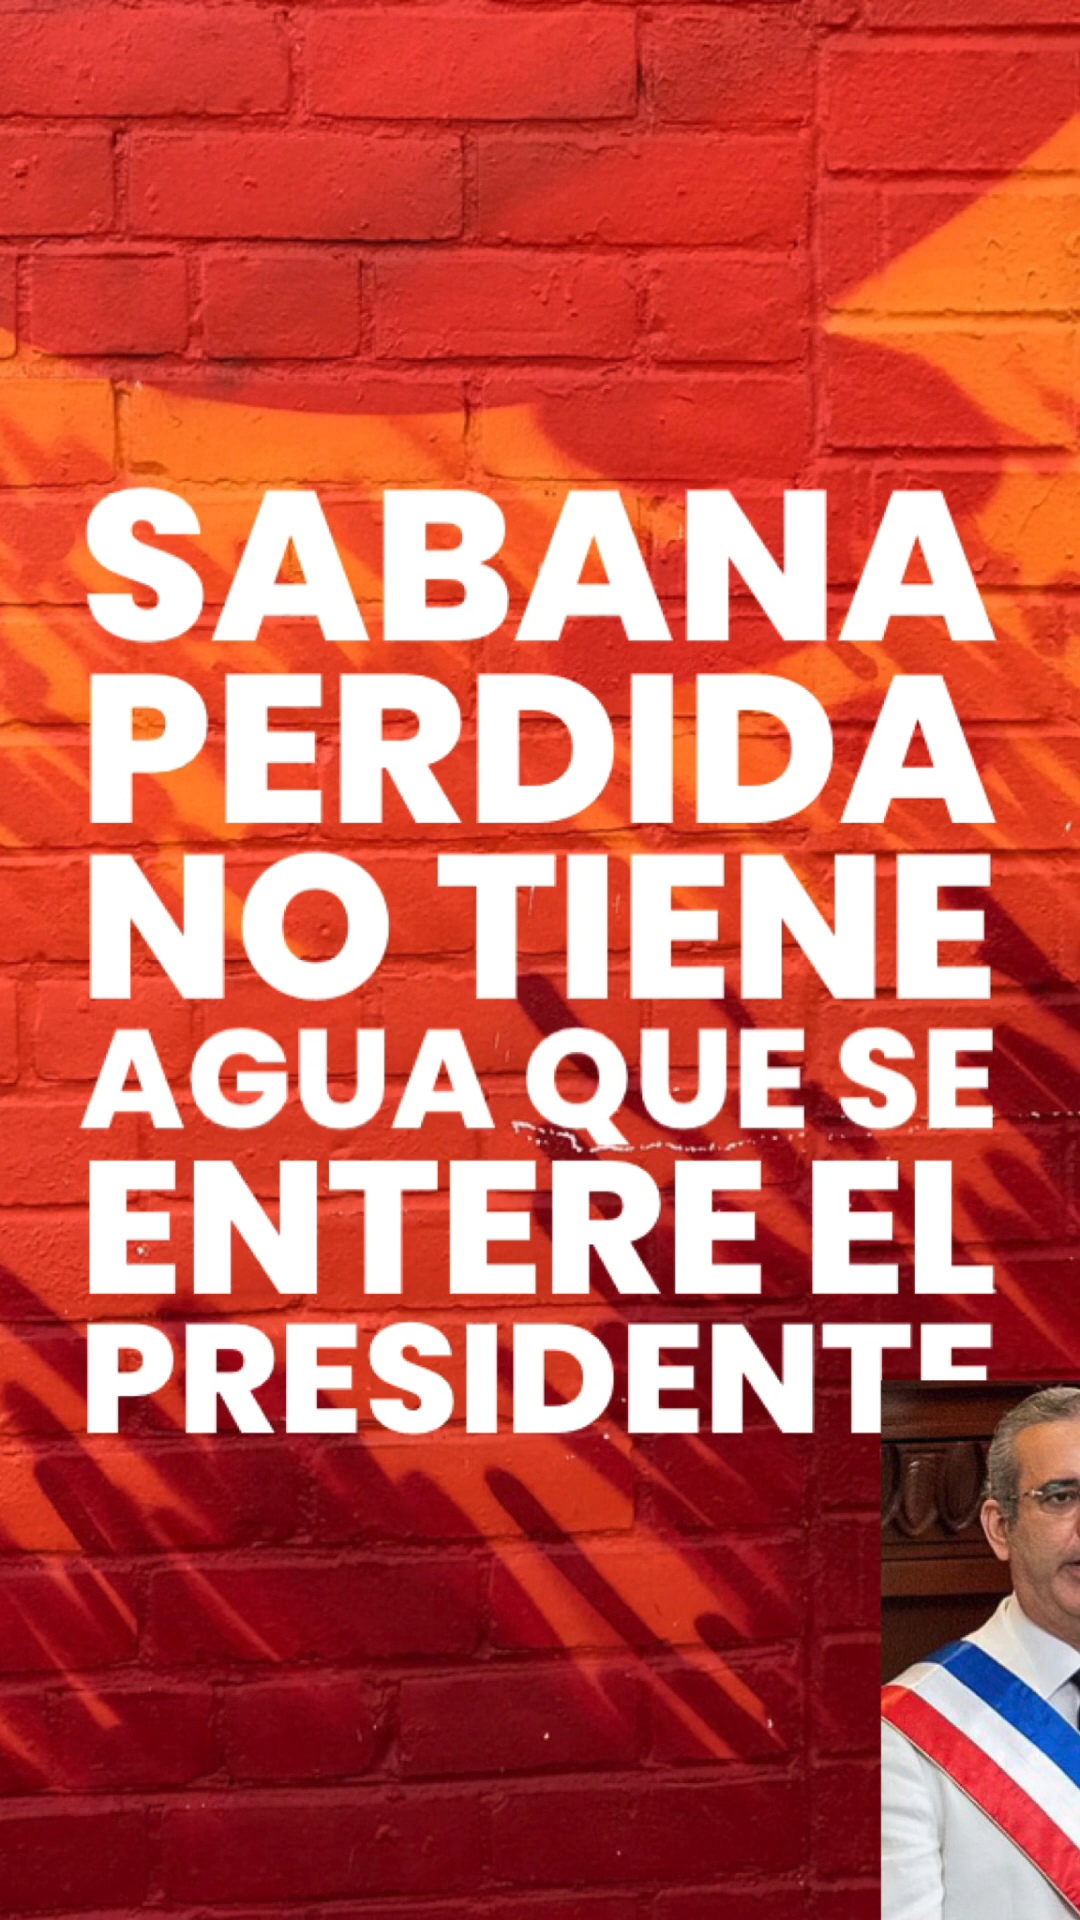 SABANA
PERDIDA
NO TIENE
AGUA QUE SE
ENTERE EL
PRESIDENTE